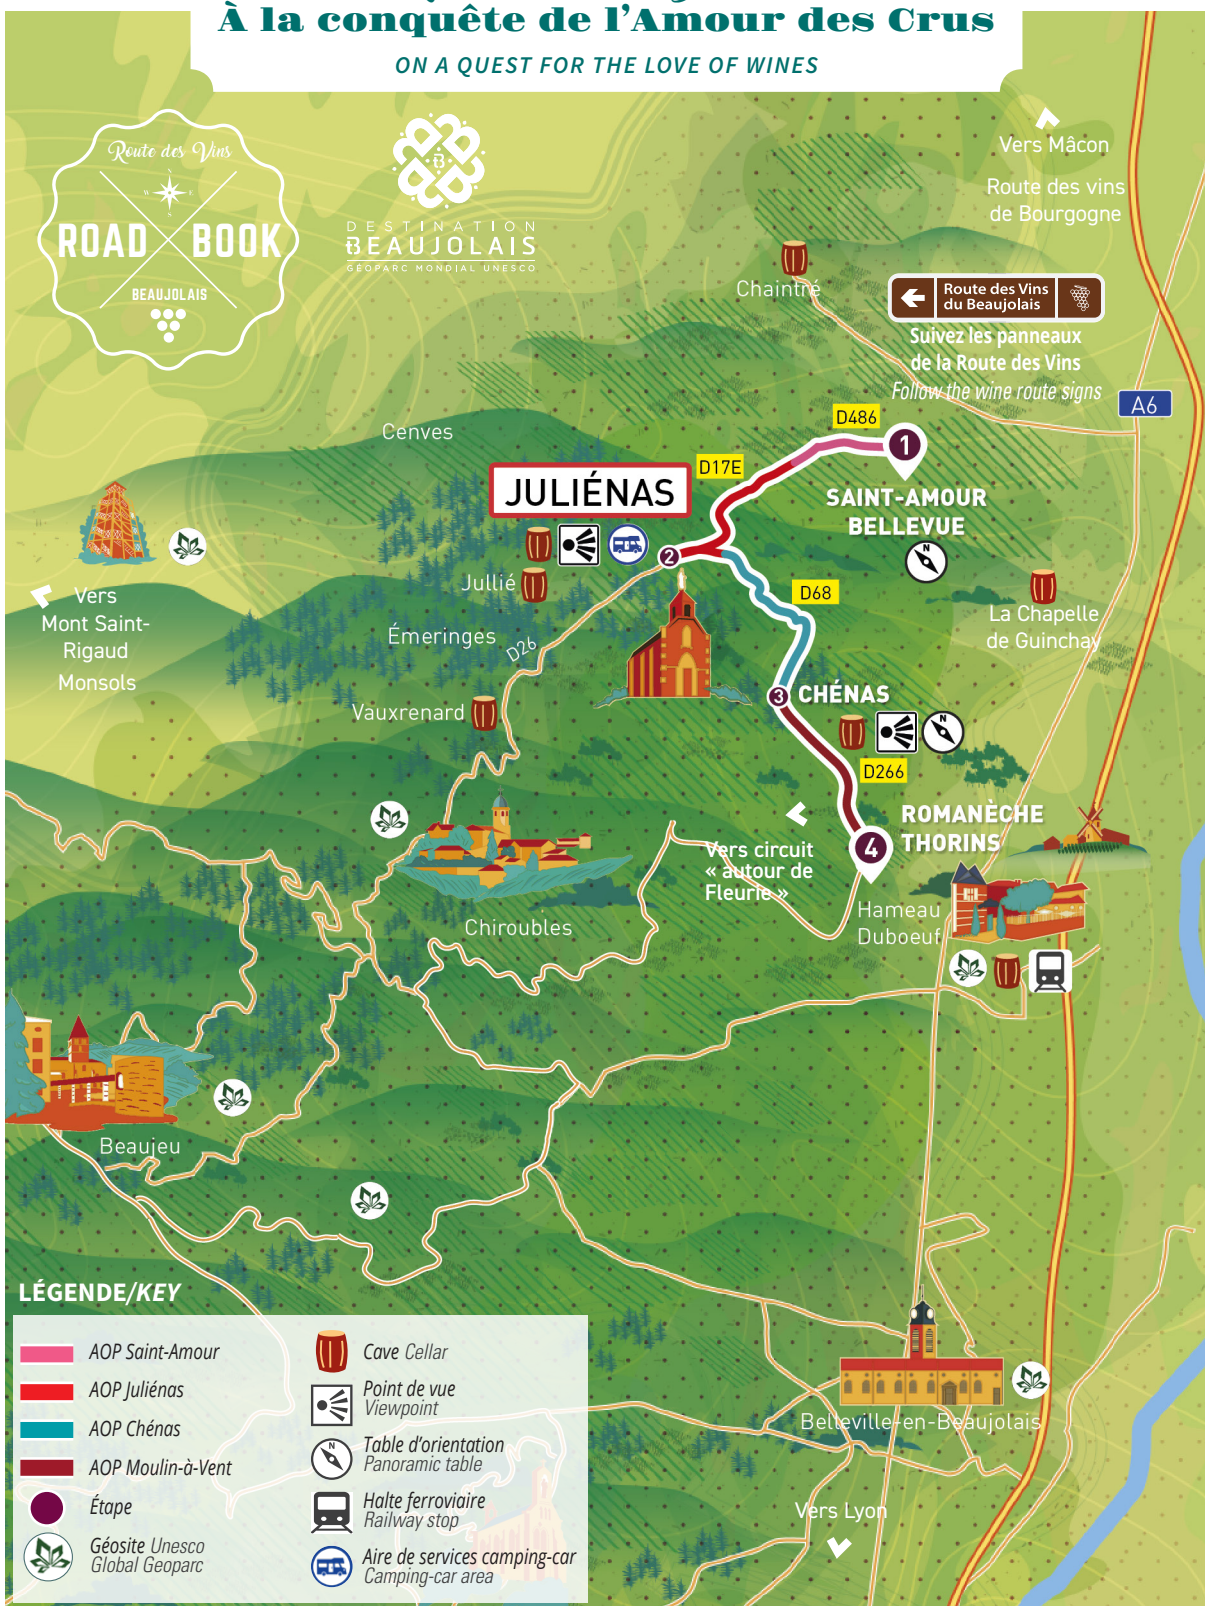 À la conquête de l'Amour des Crus
ON A QUEST FOR THE LOVE OF WINES
Route des Vins
N
W E
S
ROAD BOOK
BEAUJOLAIS
B
DESTINATION
BEAUJOLAIS
GÉOPARC MONDIAL UNESCO
Vers Mâcon
Route des vins
de Bourgogne
Chaintré
Route des Vins
du Beaujolais
Suivez les panneaux
de la Route des Vins
Follow the wine route signs
A6
Cenves
D486
1
D17E
JULIÉNAS
SAINT-AMOUR
BELLEVUE
N
2
Jullié
D68
La Chapelle
de Guinchay
Vers
Mont Saint-
Rigaud
Monsols
Émeringes
D26
3
CHÉNAS
Vauxrenard
N
D266
ROMANÈCHE
THORINS
4
Vers circuit
« autour de
Fleurie »
Hameau
Duboeuf
Chiroubles
Beaujeu
Belleville-en-Beaujolais
Vers Lyon
LÉGENDE/KEY
AOP Saint-Amour
AOP Juliénas
AOP Chénas
AOP Moulin-à-Vent
Étape
Géosite Unesco
Global Geoparc
Cave Cellar
Point de vue
Viewpoint
N
Table d'orientation
Panoramic table
Halte ferroviaire
Railway stop
Aire de services camping-car
Camping-car area